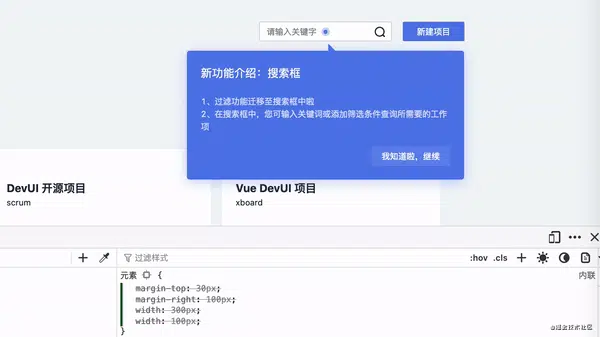 请输入关键字
新建项目
新功能介绍：搜索框
1、过滤功能迁移至搜索框中啦
2、在搜索框中，您可输入关键词或添加筛选条件查询所需要的工作
项
我知道啦，继续
DevUI 开源项目
scrum
Vue DevUI 项目
xboard
过滤样式
:hov .cls
元素 {
内联
margin-top: 30px;
margin-right: 100px;
width: 300px;
width: 100px;
}
@掘金技术社区